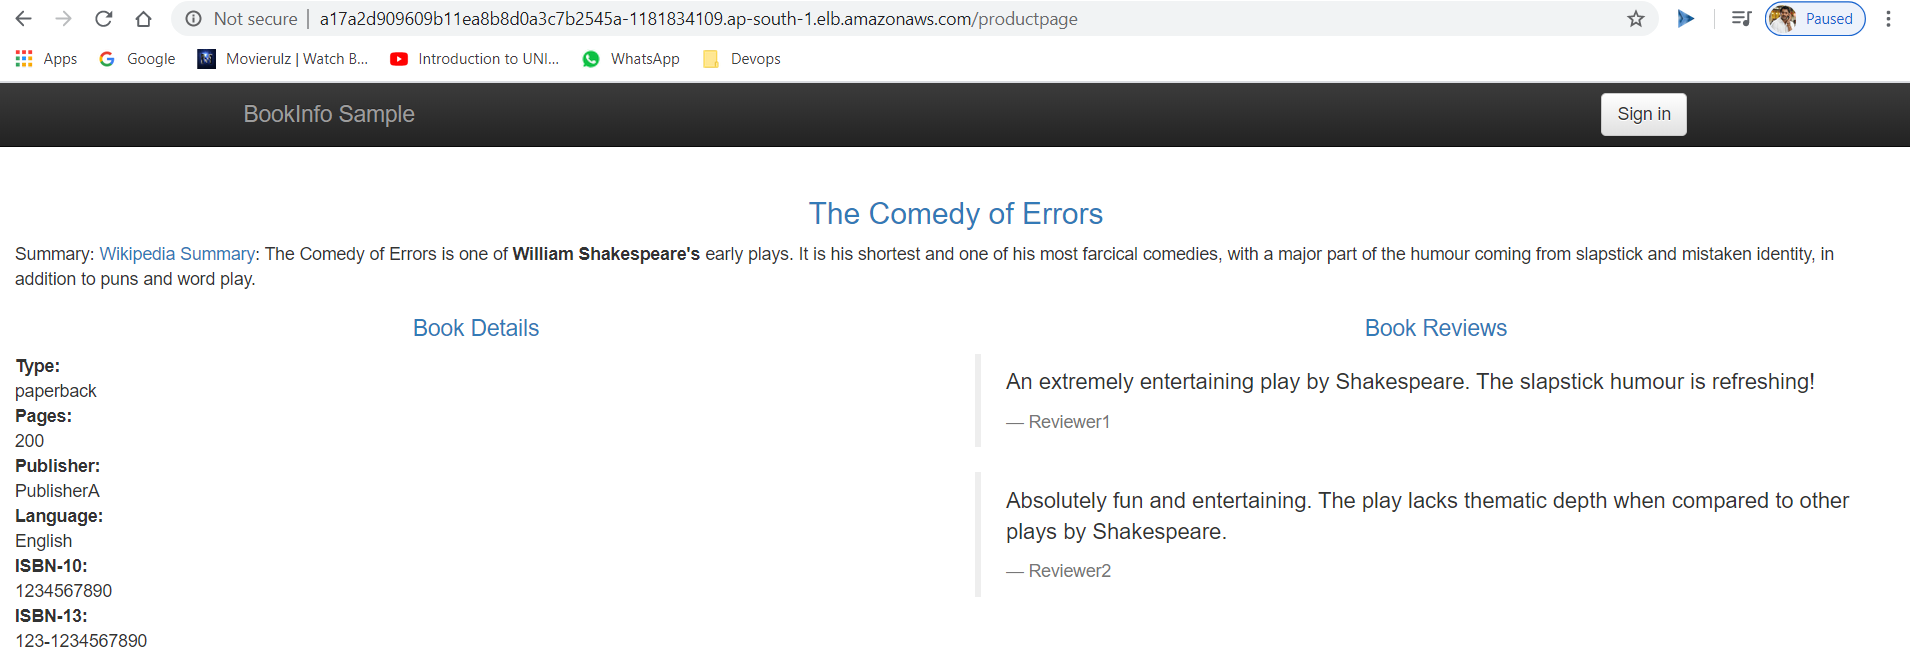 Not secure | a17a2d909609b11ea8b8d0a3c7b2545a-1181834109.ap-south-1.elb.amazonaws.com/productpage
Paused
Apps
Google
Movierulz | Watch B...
Introduction to UNI...
WhatsApp
Devops
BookInfo Sample
Sign in
The Comedy of Errors
Summary: Wikipedia Summary: The Comedy of Errors is one of William Shakespeare's early plays. It is his shortest and one of his most farcical comedies, with a major part of the humour coming from slapstick and mistaken identity, in
addition to puns and word play.
Book Details
Type:
paperback
Pages:
200
Publisher:
PublisherA
Language:
English
ISBN-10:
1234567890
ISBN-13:
123-1234567890
Book Reviews
An extremely entertaining play by Shakespeare. The slapstick humour is refreshing!
— Reviewer1
Absolutely fun and entertaining. The play lacks thematic depth when compared to other
plays by Shakespeare.
— Reviewer2